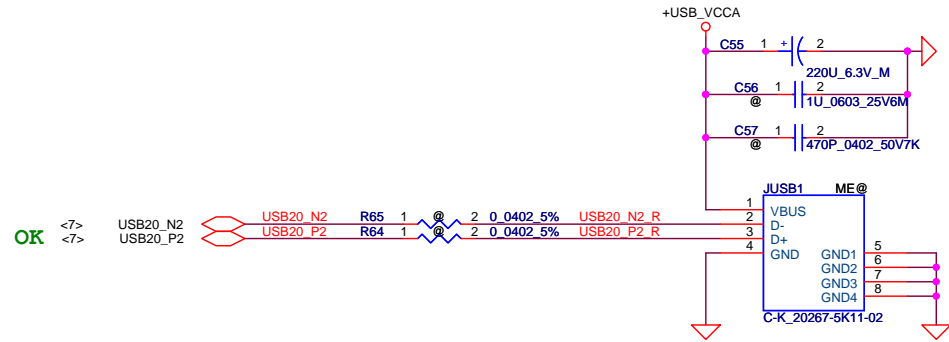 +USB_VCCA
C55 1 + 2
220U_6.3V_M
C56 1 2
@ 1U_0603_25V6M
C57 1 2
@ 470P_0402_50V7K
JUSB1 ME@
1 VBUS
<7> USB20_N2 USB20_N2 R65 1 @ 2 0_0402_5% USB20_N2_R 2 D-
OK <7> USB20_P2 USB20_P2 R64 1 @ 2 0_0402_5% USB20_P2_R 3 D+
4 GND GND1 5
GND2 6
GND3 7
GND4 8
C-K_20267-5K11-02